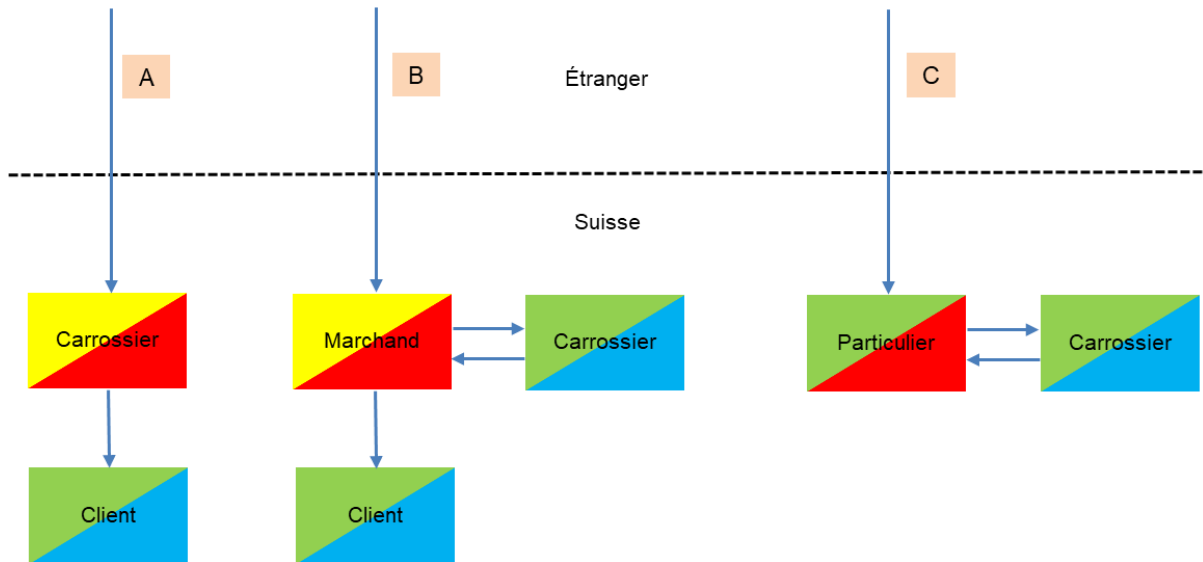 A
B
Étranger
C
Suisse
Carrossier
Marchand
Carrossier
Particulier
Carrossier
Client
Client